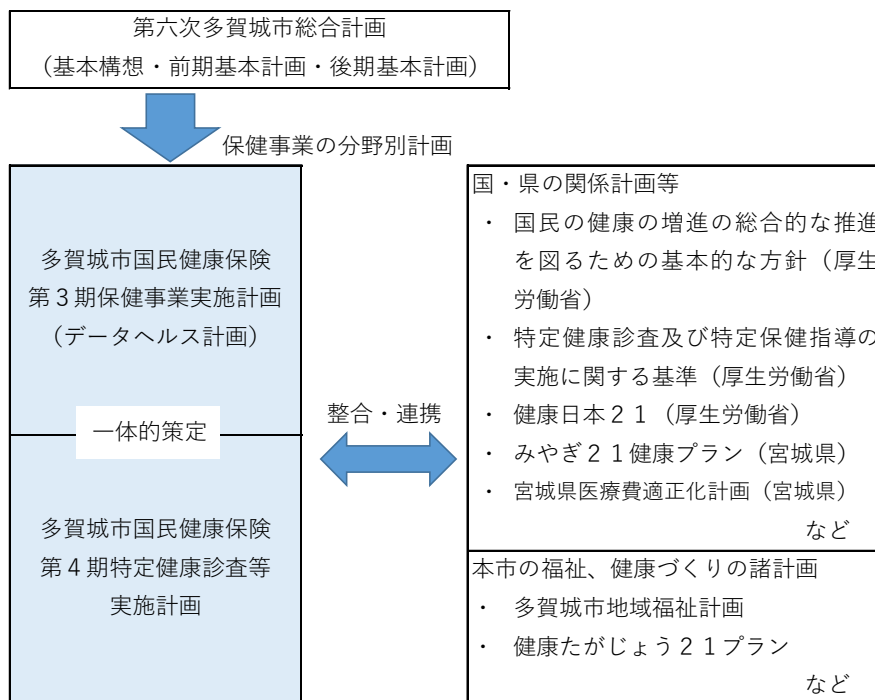 第六次多賀城市総合計画
（基本構想・前期基本計画・後期基本計画）
保健事業の分野別計画
多賀城市国民健康保険
第３期保健事業実施計画
（データヘルス計画）
一体的策定
多賀城市国民健康保険
第４期特定健康診査等
実施計画
整合・連携
国・県の関係計画等
・ 国民の健康の増進の総合的な推進
を図るための基本的な方針（厚生
労働省）
・ 特定健康診査及び特定保健指導の
実施に関する基準（厚生労働省）
・ 健康日本２１（厚生労働省）
・ みやぎ２１健康プラン（宮城県）
・ 宮城県医療費適正化計画（宮城県）
など
本市の福祉、健康づくりの諸計画
・ 多賀城市地域福祉計画
・ 健康たがじょう２１プラン
など